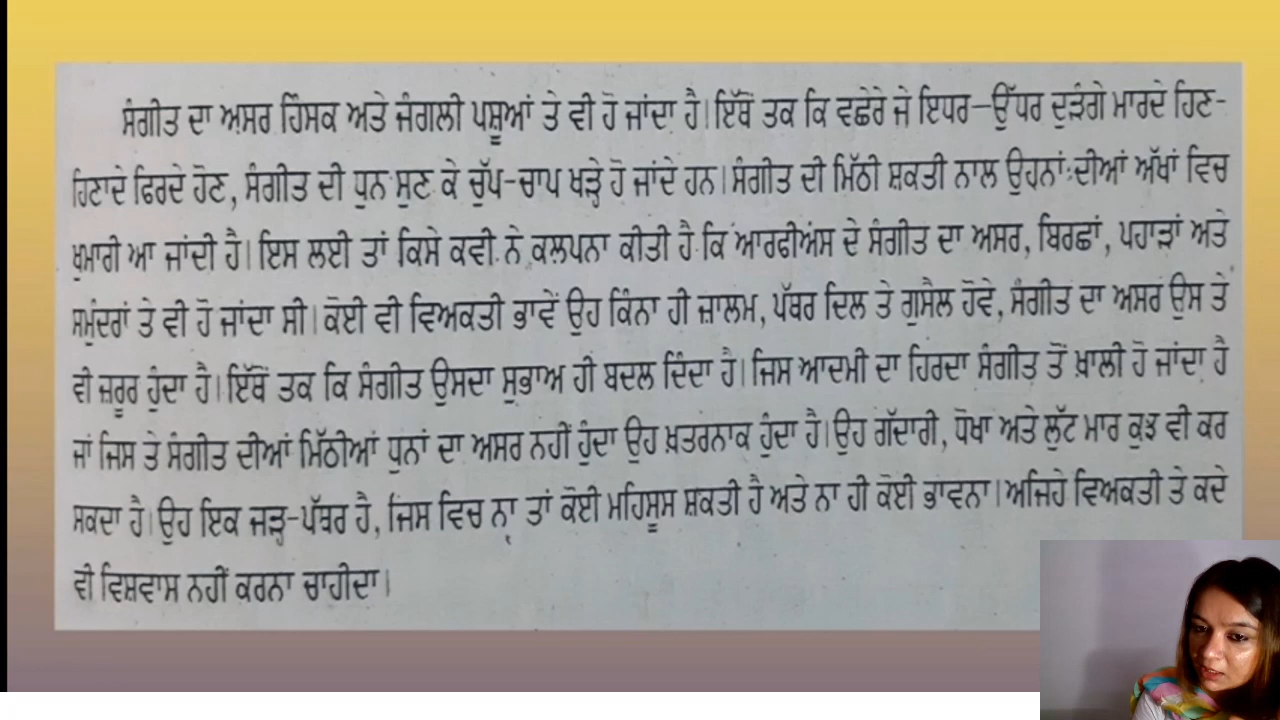 ਸੰਗੀਤ ਦਾ ਅਸਰ ਹਿੰਸਕ ਅਤੇ ਜੰਗਲੀ ਪਸ਼ੂਆਂ ਤੇ ਵੀ ਹੋ ਜਾਂਦਾ ਹੈ। ਇੱਥੋਂ ਤਕ ਕਿ ਵਛੇਰੇ ਜੇ ਇਧਰ–ਉੱਧਰ ਦੁੜੰਗੇ ਮਾਰਦੇ ਹਿਣ-
ਹਿਣਾਦੇ ਫਿਰਦੇ ਹੋਣ, ਸੰਗੀਤ ਦੀ ਧੁਨ ਸੁਣ ਕੇ ਚੁੱਪ-ਚਾਪ ਖੜ੍ਹੇ ਹੋ ਜਾਂਦੇ ਹਨ। ਸੰਗੀਤ ਦੀ ਮਿੱਠੀ ਸ਼ਕਤੀ ਨਾਲ ਉਹਨਾਂ ਦੀਆਂ ਅੱਖਾਂ ਵਿਚ
ਖੁਮਾਰੀ ਆ ਜਾਂਦੀ ਹੈ। ਇਸ ਲਈ ਤਾਂ ਕਿਸੇ ਕਵੀ ਨੇ ਕਲਪਨਾ ਕੀਤੀ ਹੈ ਕਿ ਆਰਫੀਅਸ ਦੇ ਸੰਗੀਤ ਦਾ ਅਸਰ, ਬਿਰਛਾਂ, ਪਹਾੜਾਂ ਅਤੇ
ਸਮੁੰਦਰਾਂ ਤੇ ਵੀ ਹੋ ਜਾਂਦਾ ਸੀ। ਕੋਈ ਵੀ ਵਿਅਕਤੀ ਭਾਵੇਂ ਉਹ ਕਿੰਨਾ ਹੀ ਜ਼ਾਲਮ, ਪੱਥਰ ਦਿਲ ਤੇ ਗੁਸੈਲ ਹੋਵੇ, ਸੰਗੀਤ ਦਾ ਅਸਰ ਉਸ ਤੇ
ਵੀ ਜ਼ਰੂਰ ਹੁੰਦਾ ਹੈ। ਇੱਥੋਂ ਤਕ ਕਿ ਸੰਗੀਤ ਉਸਦਾ ਸੁਭਾਅ ਹੀ ਬਦਲ ਦਿੰਦਾ ਹੈ। ਜਿਸ ਆਦਮੀ ਦਾ ਹਿਰਦਾ ਸੰਗੀਤ ਤੋਂ ਖ਼ਾਲੀ ਹੋ ਜਾਂਦਾ ਹੈ
ਜਾਂ ਜਿਸ ਤੇ ਸੰਗੀਤ ਦੀਆਂ ਮਿੱਠੀਆਂ ਧੁਨਾਂ ਦਾ ਅਸਰ ਨਹੀਂ ਹੁੰਦਾ ਉਹ ਖ਼ਤਰਨਾਕ ਹੁੰਦਾ ਹੈ। ਉਹ ਗੱਦਾਰੀ, ਧੋਖਾ ਅਤੇ ਲੁੱਟ ਮਾਰ ਕੁਝ ਵੀ ਕਰ
ਸਕਦਾ ਹੈ। ਉਹ ਇਕ ਜੜ੍ਹ-ਪੱਥਰ ਹੈ, ਜਿਸ ਵਿਚ ਨਾ ਤਾਂ ਕੋਈ ਮਹਿਸੂਸ ਸ਼ਕਤੀ ਹੈ ਅਤੇ ਨਾ ਹੀ ਕੋਈ ਭਾਵਨਾ। ਅਜਿਹੇ ਵਿਅਕਤੀ ਤੇ ਕਦੇ
ਵੀ ਵਿਸ਼ਵਾਸ ਨਹੀਂ ਕਰਨਾ ਚਾਹੀਦਾ।